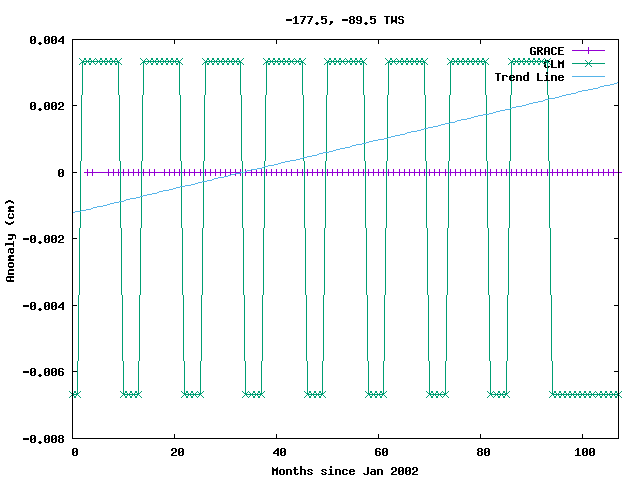 -177.5, -89.5 TWS
GRACE
CLM
Trend Line
0.004
0.002
0
-0.002
-0.004
-0.006
-0.008
Anomaly (cm)
0 20 40 60 80 100
Months since Jan 2002